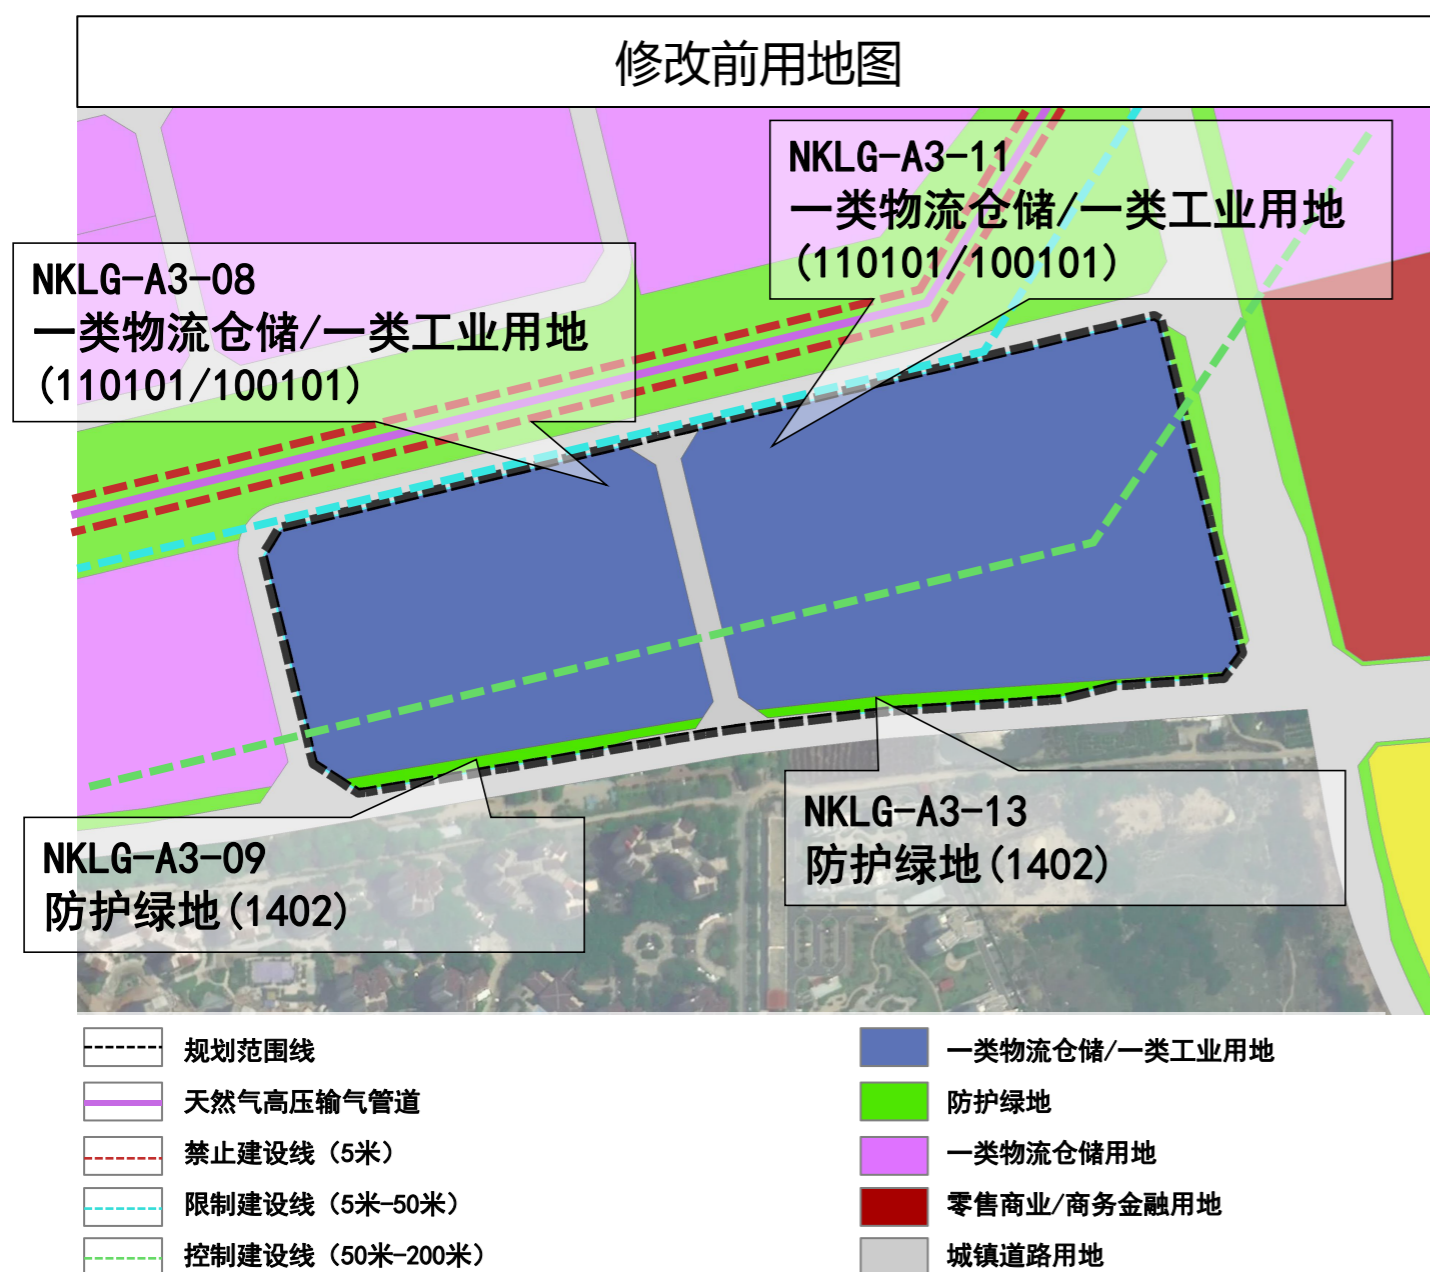 修改前用地图
NKLG-A3-11
一类物流仓储/一类工业用地
(110101/100101)
NKLG-A3-08
一类物流仓储/一类工业用地
(110101/100101)
NKLG-A3-13
防护绿地(1402)
NKLG-A3-09
防护绿地(1402)
规划范围线
天然气高压输气管道
禁止建设线（5米）
限制建设线（5米-50米）
控制建设线（50米-200米）
一类物流仓储/一类工业用地
防护绿地
一类物流仓储用地
零售商业/商务金融用地
城镇道路用地